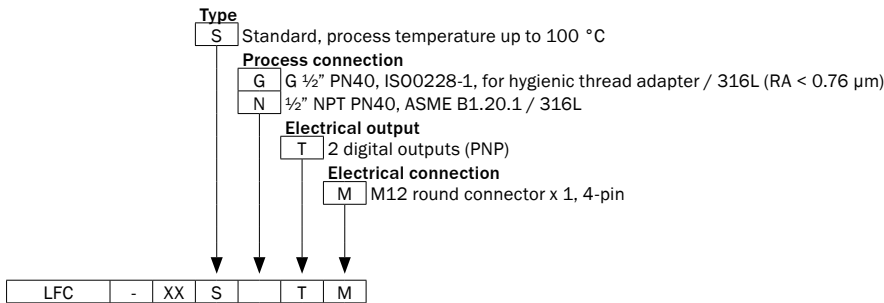 Type
S Standard, process temperature up to 100 °C
Process connection
G G ½” PN40, ISO0228-1, for hygienic thread adapter / 316L (RA < 0.76 μm)
N ½” NPT PN40, ASME B1.20.1 / 316L
Electrical output
T 2 digital outputs (PNP)
Electrical connection
M M12 round connector x 1, 4-pin
LFC - XX S T M